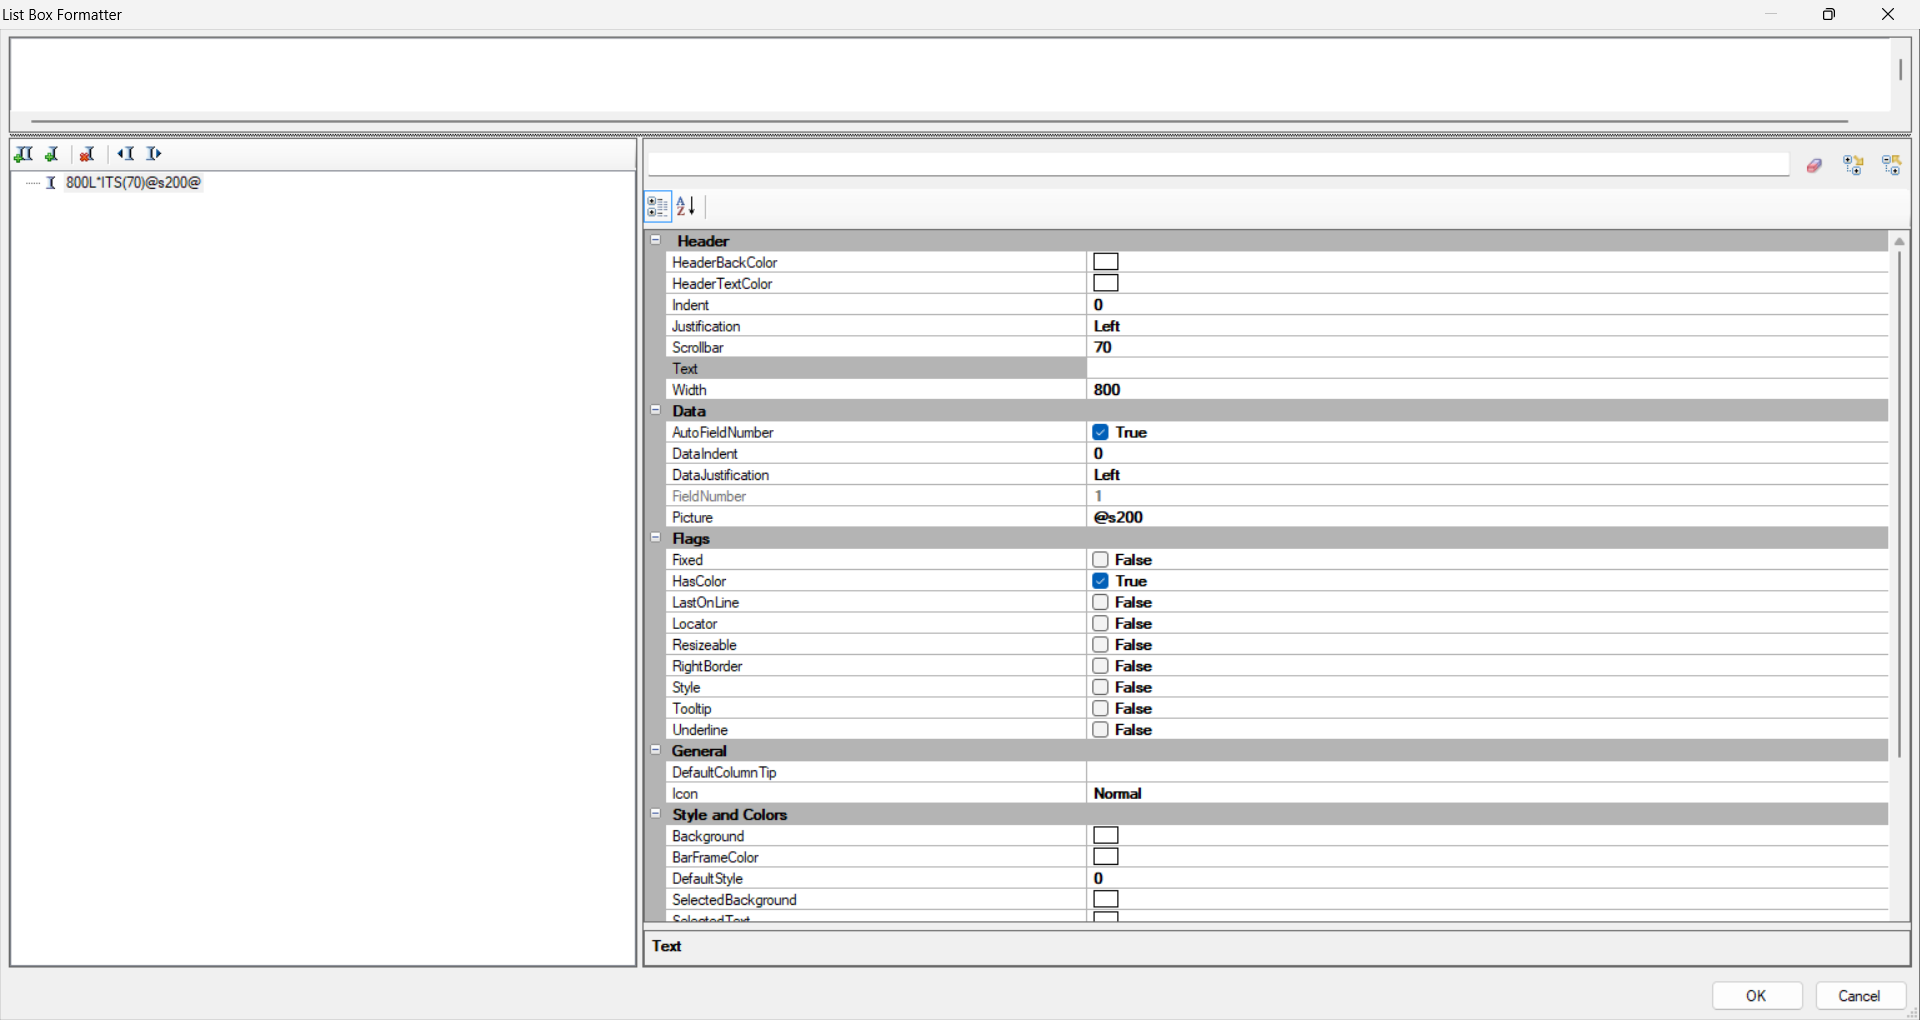 List Box Formatter
800L*ITS(70)@s200@
Header
HeaderBackColor
HeaderTextColor
Indent 0
Justification Left
Scrollbar 70
Text
Width 800
Data
AutoFieldNumber True
DataIndent 0
DataJustification Left
FieldNumber 1
Picture @s200
Flags
Fixed False
HasColor True
LastOnLine False
Locator False
Resizeable False
RightBorder False
Style False
Tooltip False
Underline False
General
DefaultColumnTip
Icon Normal
Style and Colors
Background
BarFrameColor
DefaultStyle 0
SelectedBackground
SelectedText
Text
OK Cancel